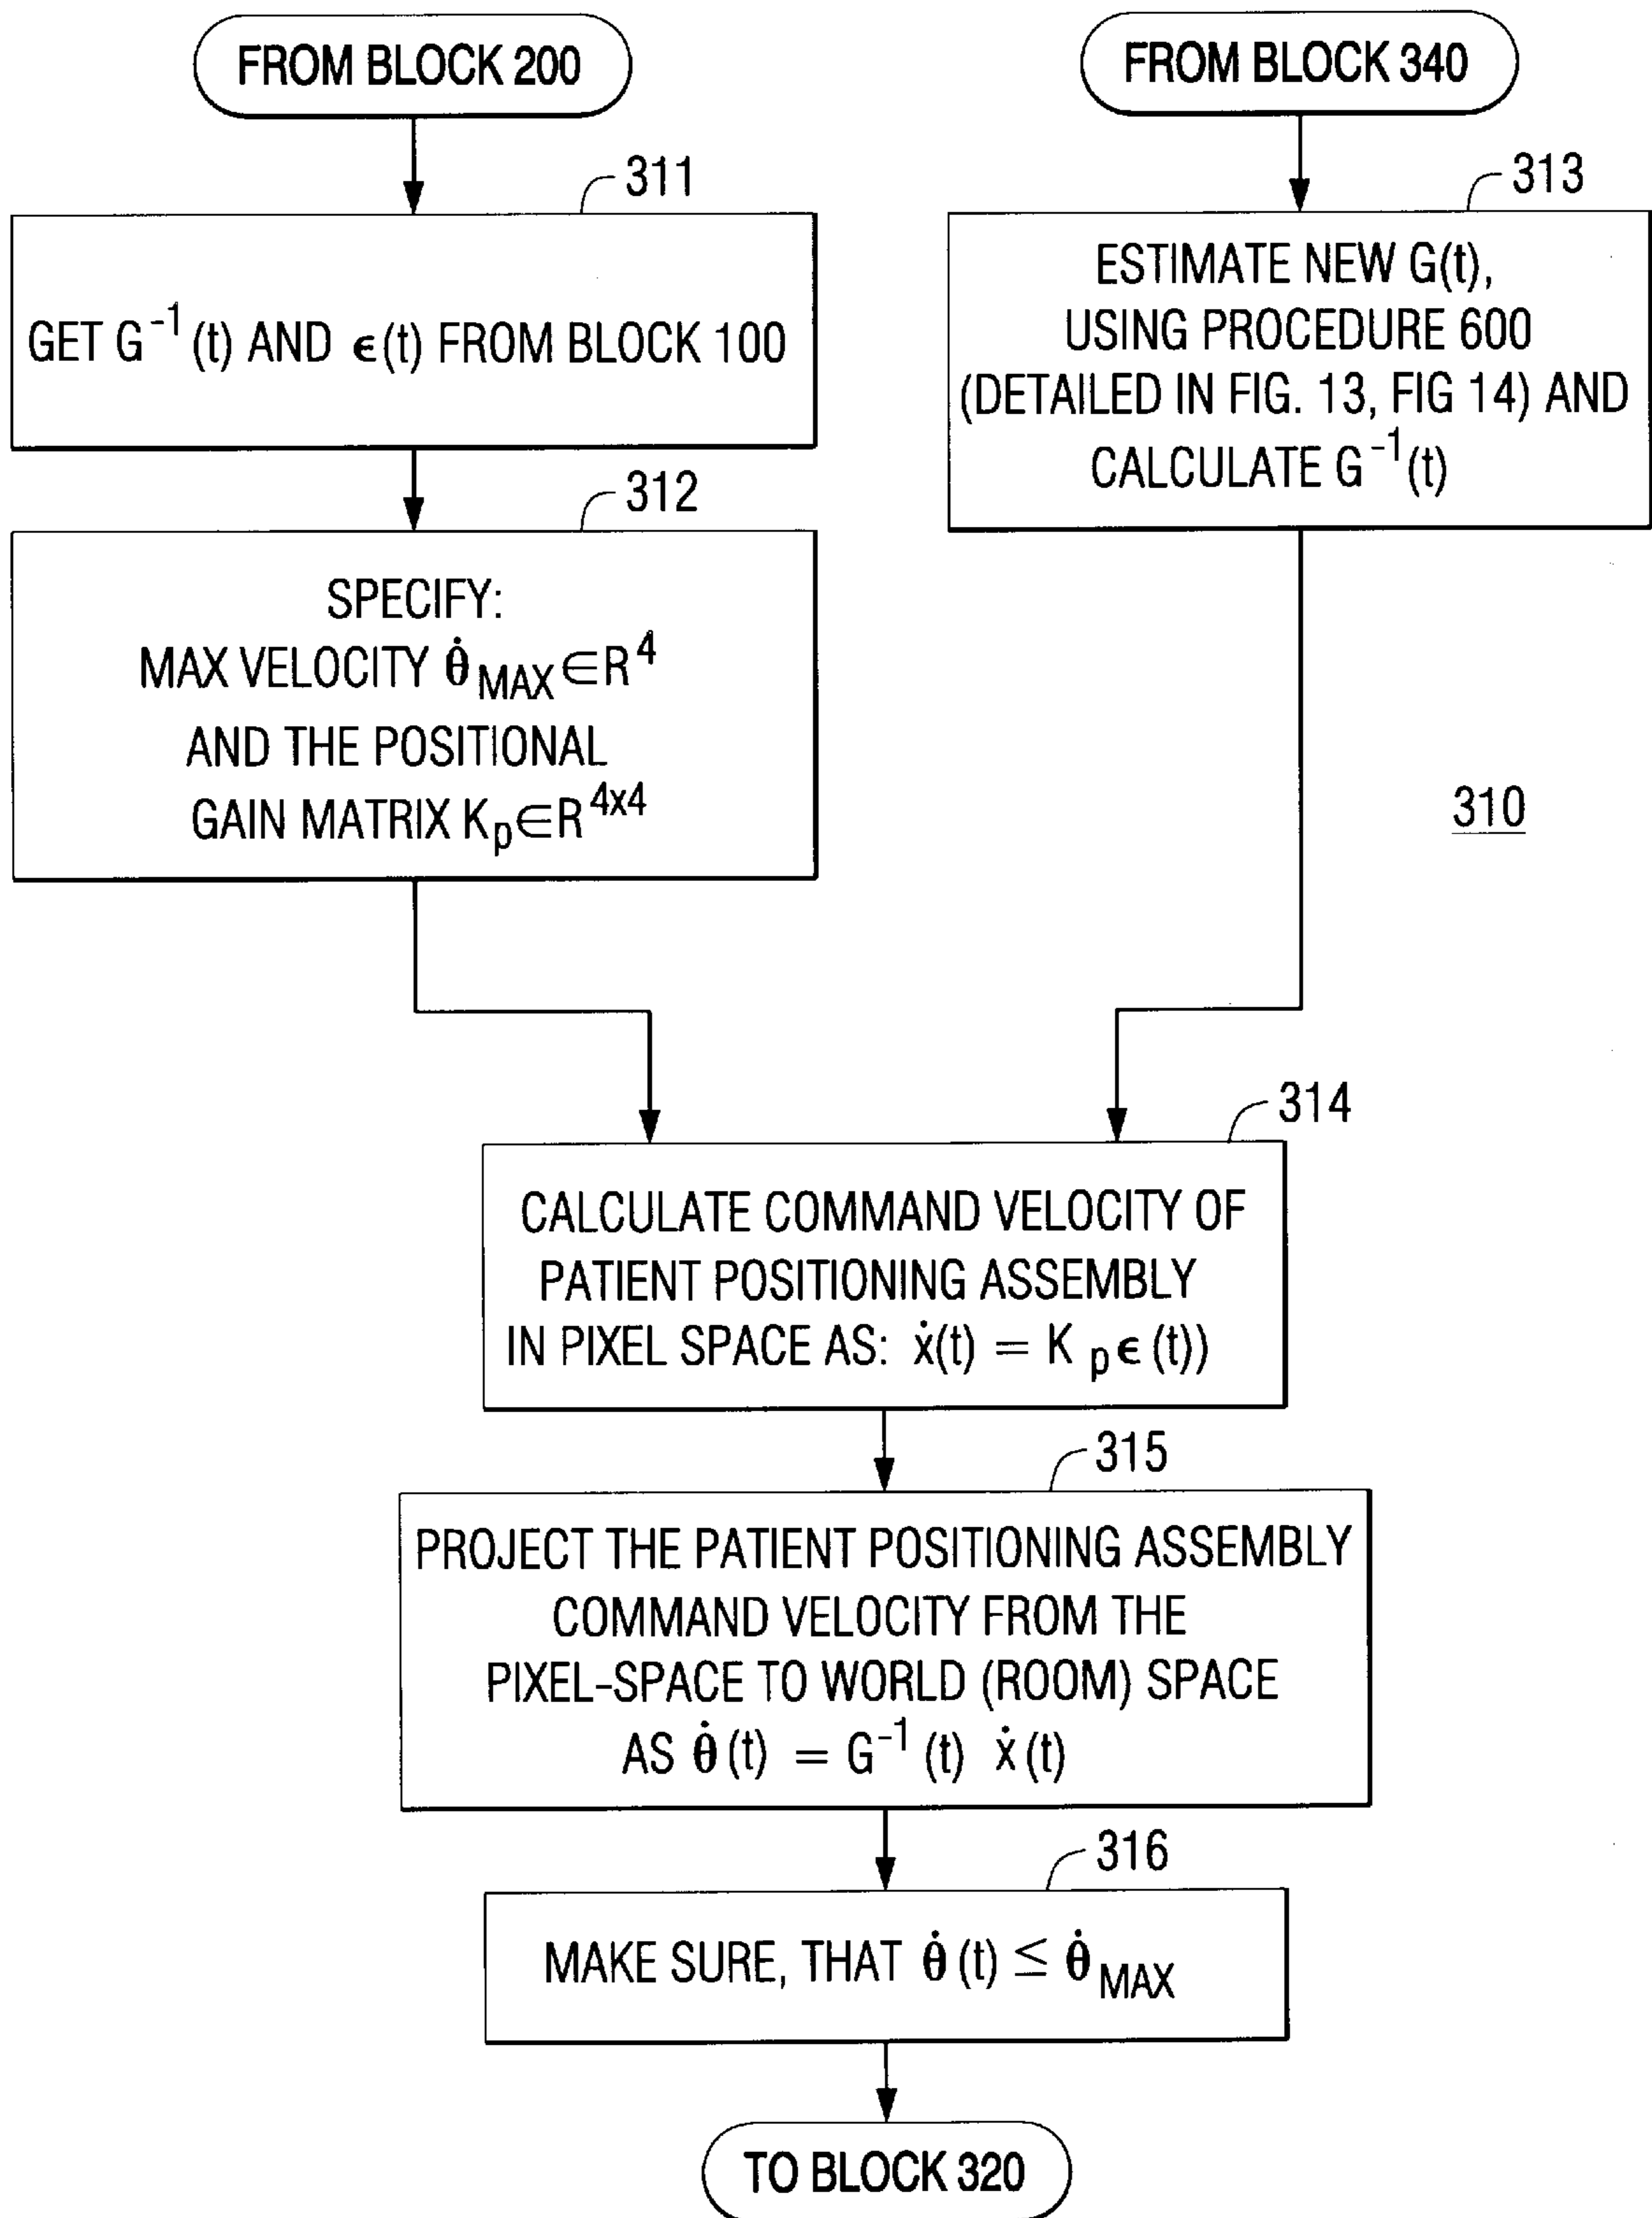 FROM BLOCK 200
311
GET G⁻¹(t) AND ϵ(t) FROM BLOCK 100
312
SPECIFY:
MAX VELOCITY θ̇ MAX ∈R⁴
AND THE POSITIONAL
GAIN MATRIX Kₚ∈R⁴ˣ⁴
FROM BLOCK 340
313
ESTIMATE NEW G(t),
USING PROCEDURE 600
(DETAILED IN FIG. 13, FIG 14) AND
CALCULATE G⁻¹(t)
310
314
CALCULATE COMMAND VELOCITY OF
PATIENT POSITIONING ASSEMBLY
IN PIXEL SPACE AS: ẋ(t) = K ₚ ϵ (t))
315
PROJECT THE PATIENT POSITIONING ASSEMBLY
COMMAND VELOCITY FROM THE
PIXEL-SPACE TO WORLD (ROOM) SPACE
AS θ̇ (t) = G⁻¹ (t) ẋ (t)
316
MAKE SURE, THAT θ̇ (t) ≤ θ̇ MAX
TO BLOCK 320